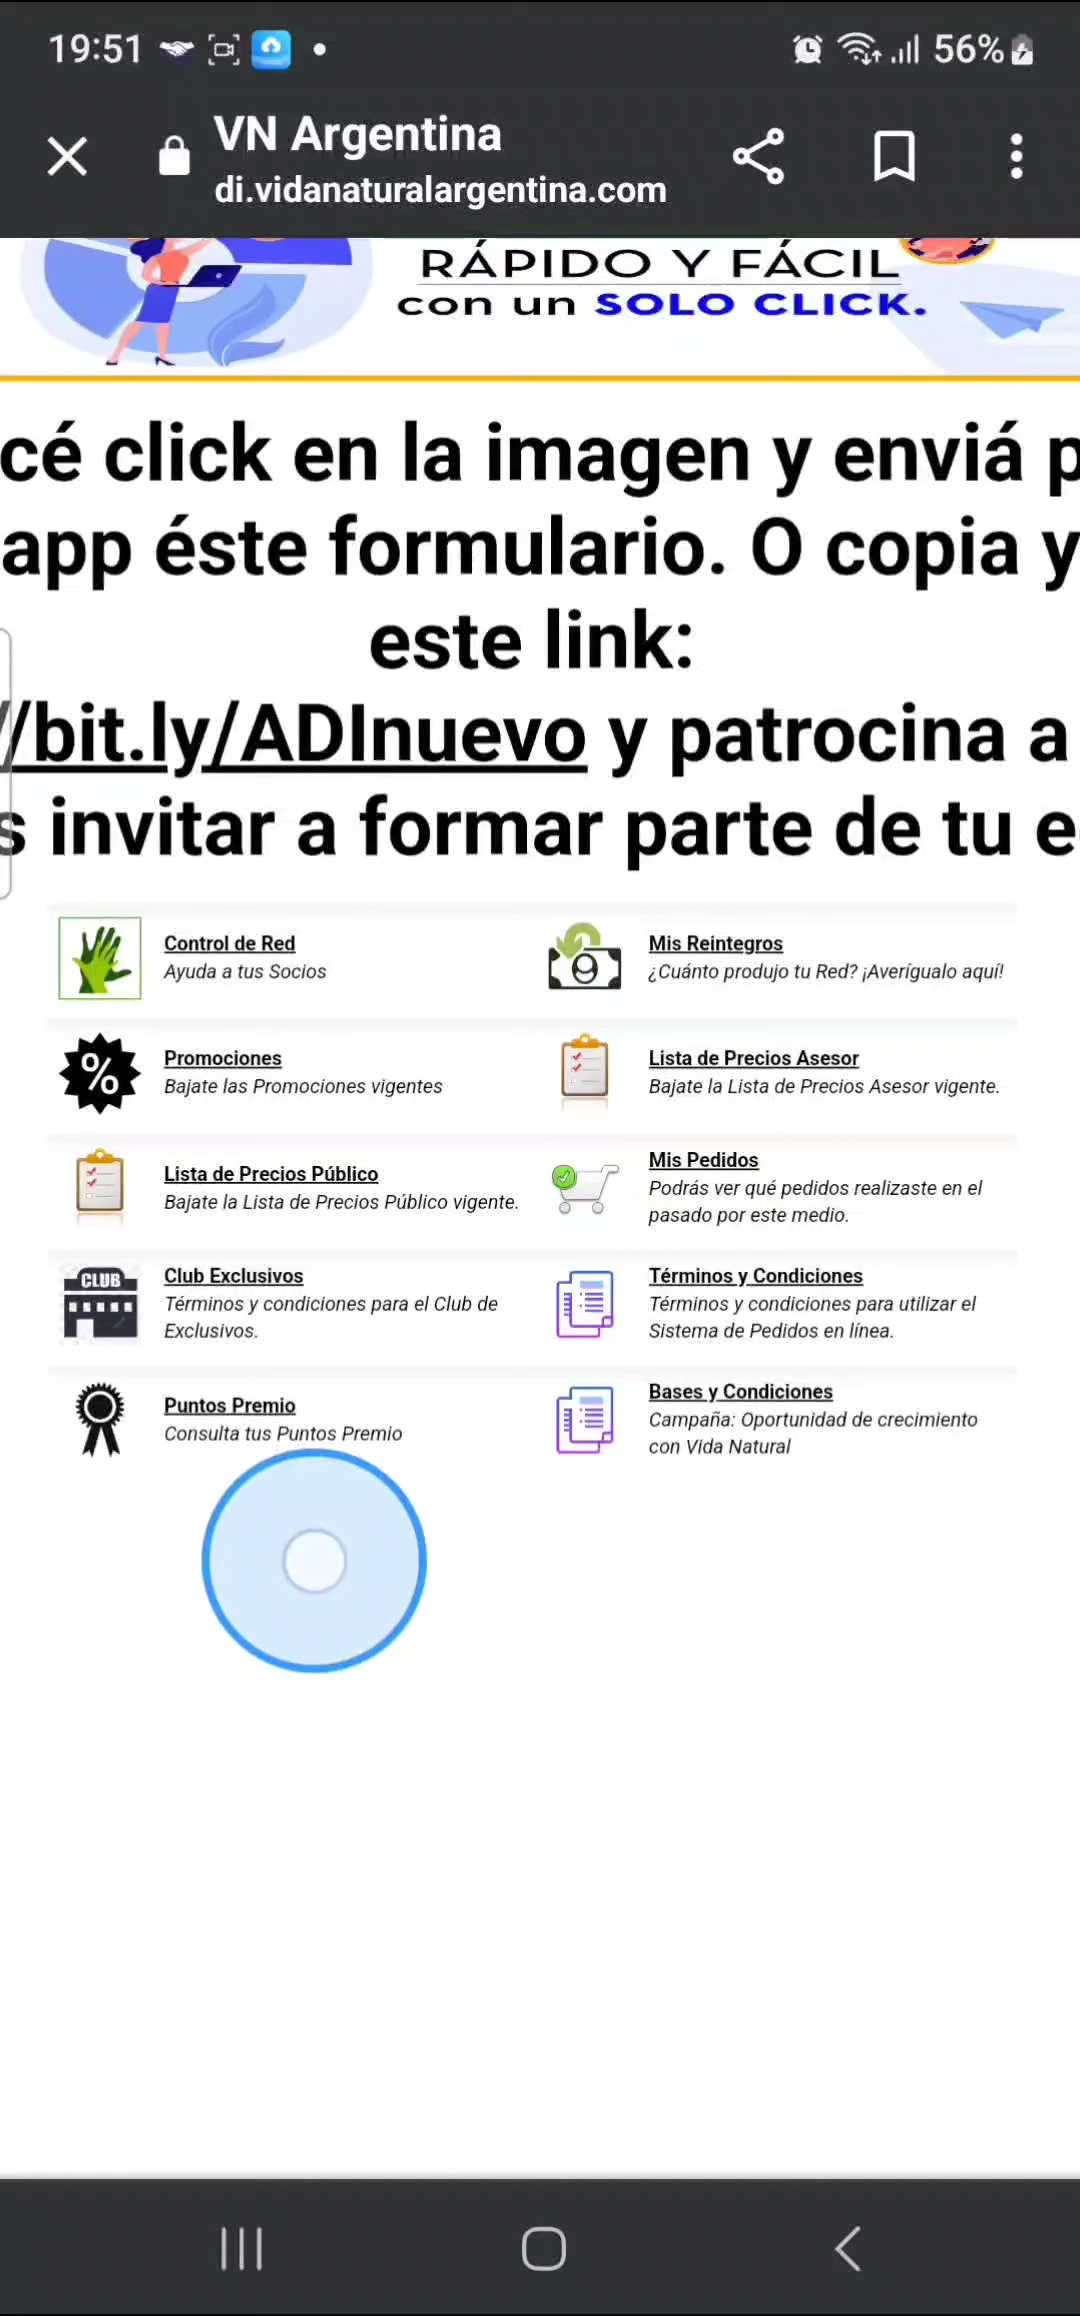 19:51
56%
VN Argentina
di.vidanaturalargentina.com
RÁPIDO Y FÁCIL
con un SOLO CLICK.
cé click en la imagen y enviá p
app éste formulario. O copia y
este link:
//bit.ly/ADInuevo y patrocina a
s invitar a formar parte de tu e
Control de Red
Ayuda a tus Socios
Mis Reintegros
¿Cuánto produjo tu Red? ¡Averígualo aquí!
%
Promociones
Bajate las Promociones vigentes
Lista de Precios Asesor
Bajate la Lista de Precios Asesor vigente.
Lista de Precios Público
Bajate la Lista de Precios Público vigente.
Mis Pedidos
Podrás ver qué pedidos realizaste en el
pasado por este medio.
CLUB
Club Exclusivos
Términos y condiciones para el Club de
Exclusivos.
Términos y Condiciones
Términos y condiciones para utilizar el
Sistema de Pedidos en línea.
Puntos Premio
Consulta tus Puntos Premio
Bases y Condiciones
Campaña: Oportunidad de crecimiento
con Vida Natural